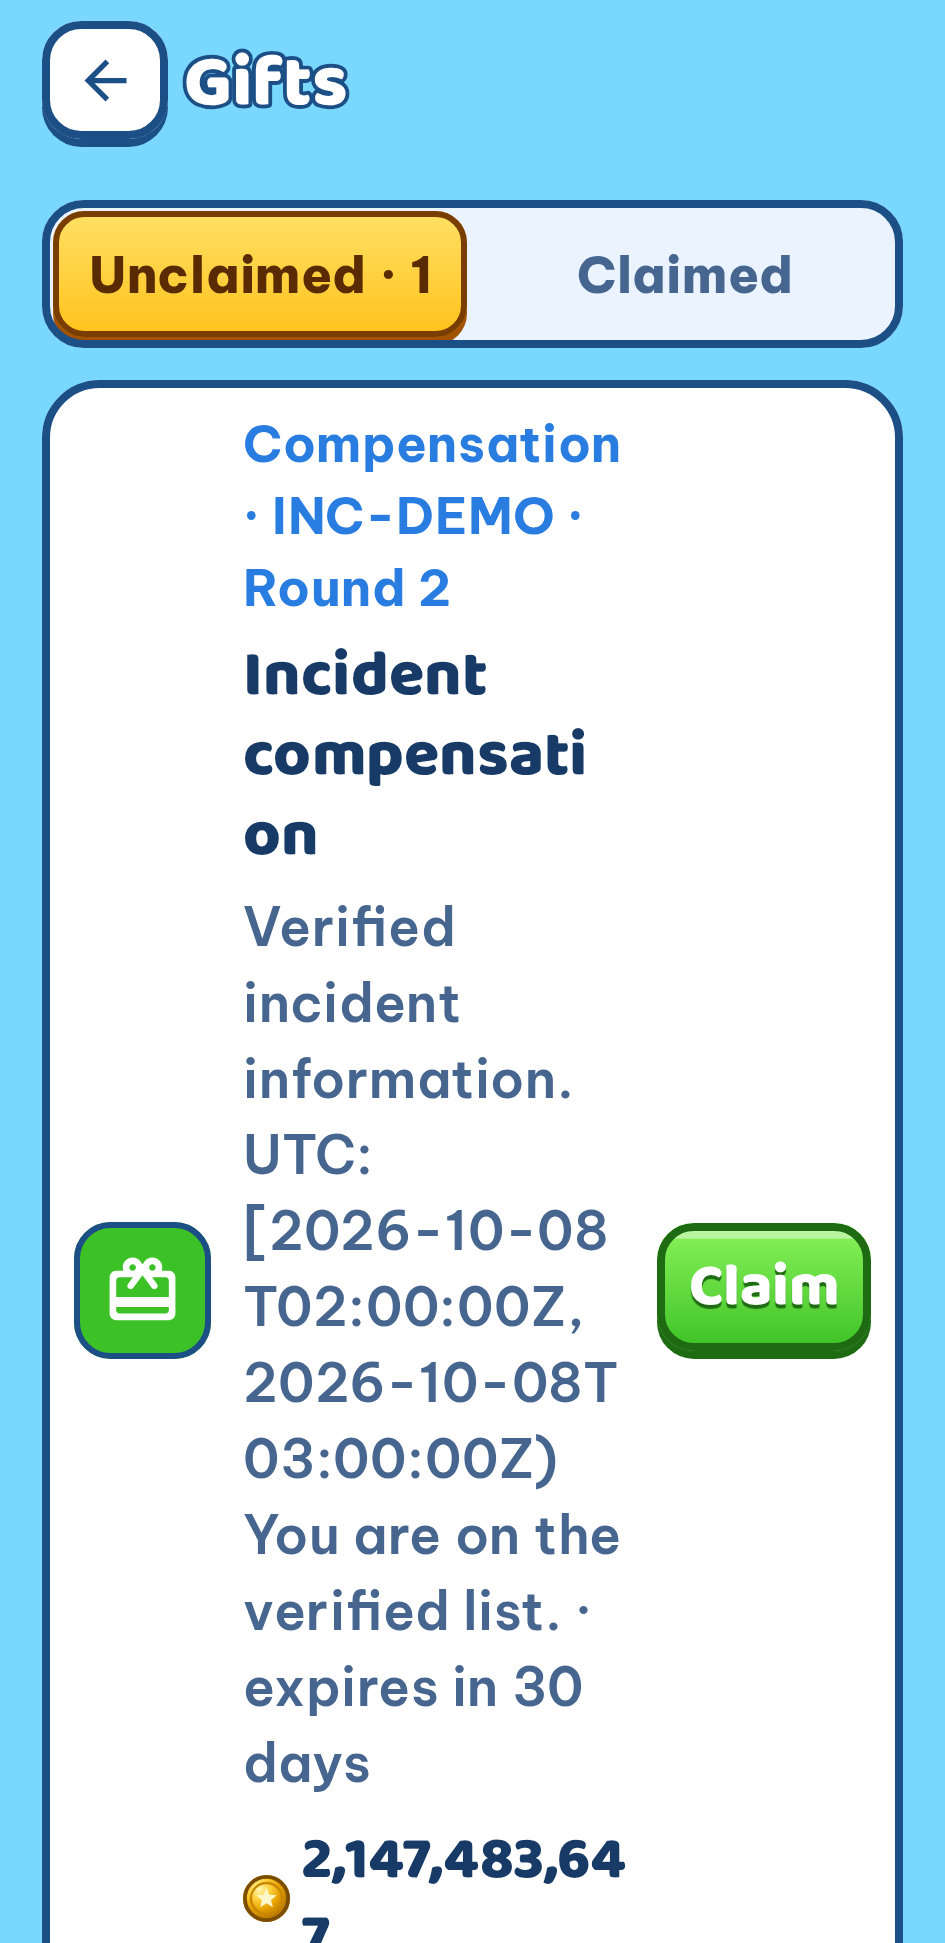 Gifts
Unclaimed · 1
Claimed
Compensation
· INC-DEMO ·
Round 2
Incident
compensati
on
Verified
incident
information.
UTC:
[2026-10-08
T02:00:00Z,
2026-10-08T
03:00:00Z)
You are on the
verified list. ·
expires in 30
days
Claim
2,147,483,64
7